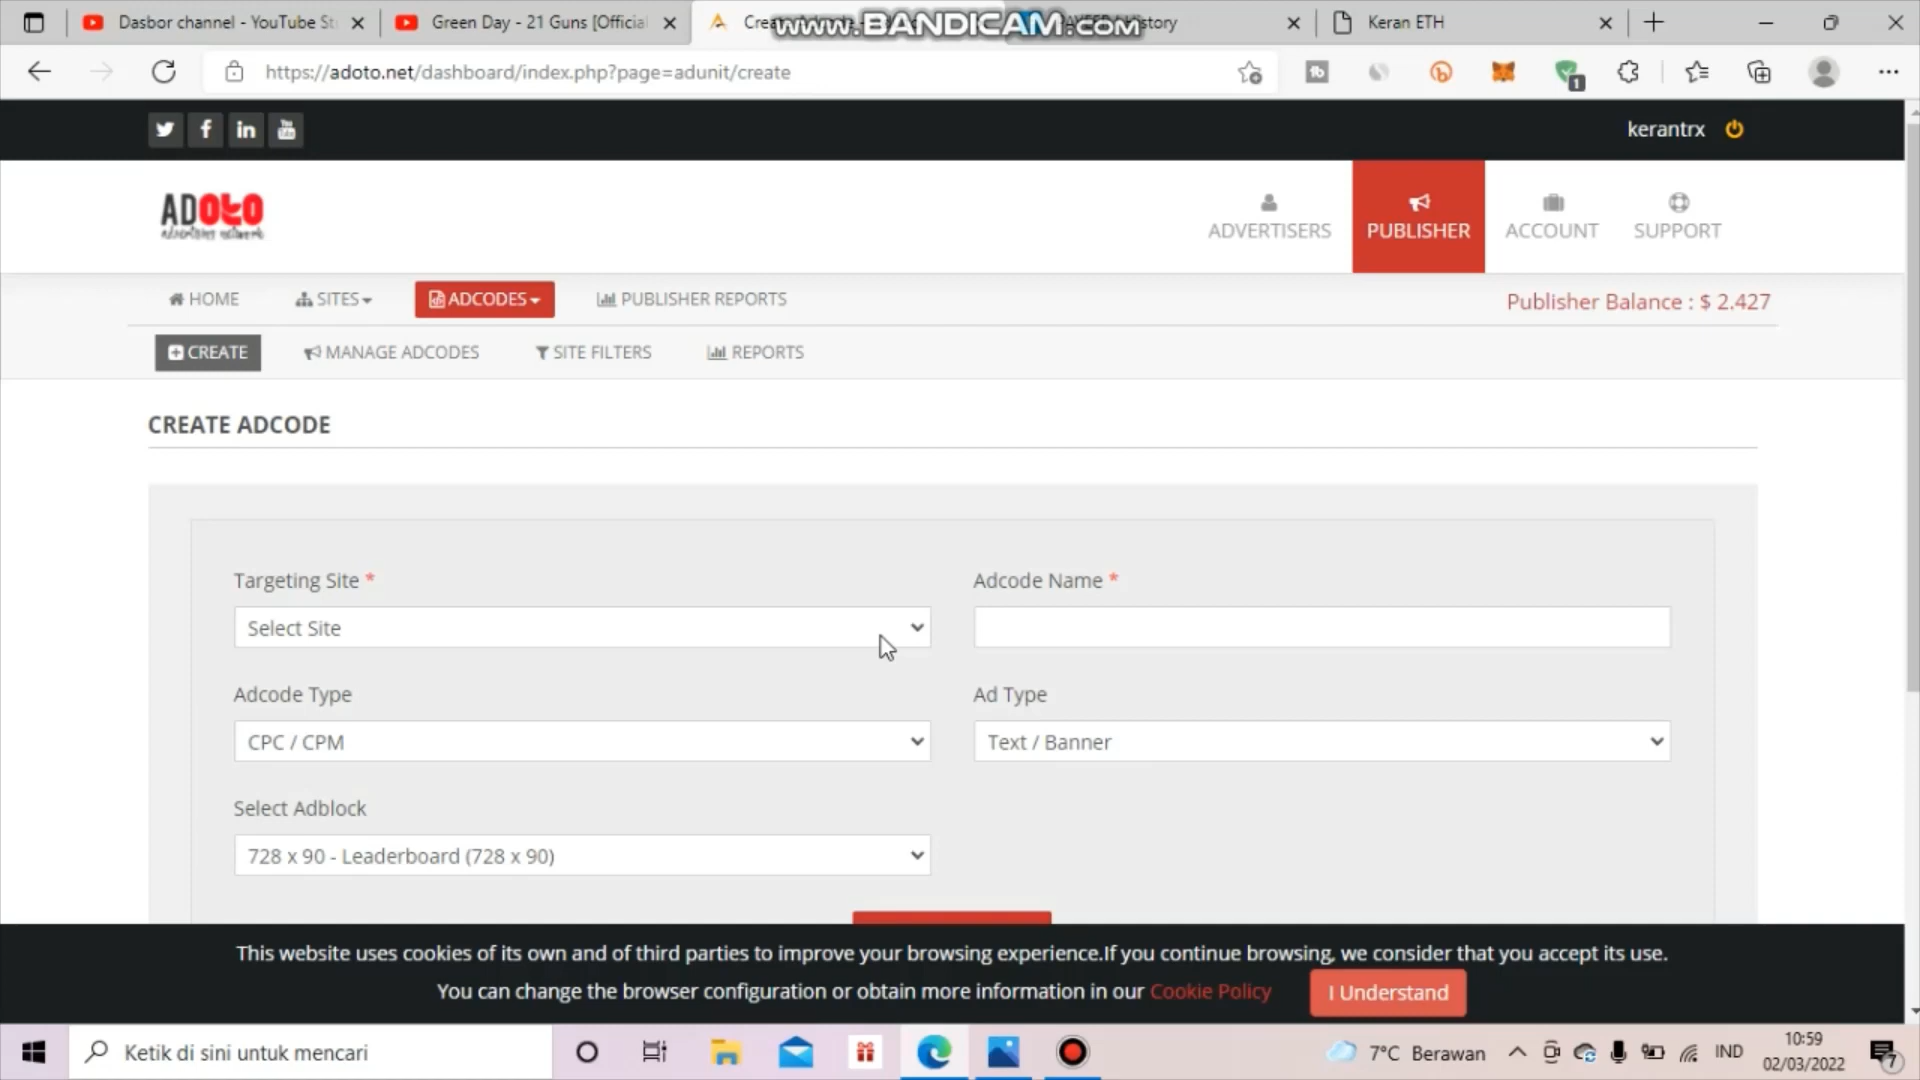 Dasbor channel - YouTube St
Green Day - 21 Guns [Official
Keran ETH
www.BANDICAM.com
https://adoto.net/dashboard/index.php?page=adunit/create
1
kerantrx
ADOTO
Advertising network
ADVERTISERS
PUBLISHER
ACCOUNT
SUPPORT
HOME
SITES
ADCODES
PUBLISHER REPORTS
Publisher Balance : $ 2.427
CREATE
MANAGE ADCODES
SITE FILTERS
REPORTS
CREATE ADCODE
Targeting Site *
Adcode Name *
Select Site
Adcode Type
Ad Type
CPC / CPM
Text / Banner
Select Adblock
728 x 90 - Leaderboard (728 x 90)
This website uses cookies of its own and of third parties to improve your browsing experience.If you continue browsing, we consider that you accept its use.
You can change the browser configuration or obtain more information in our Cookie Policy
I Understand
Ketik di sini untuk mencari
7°C Berawan
IND
10:59
02/03/2022
7